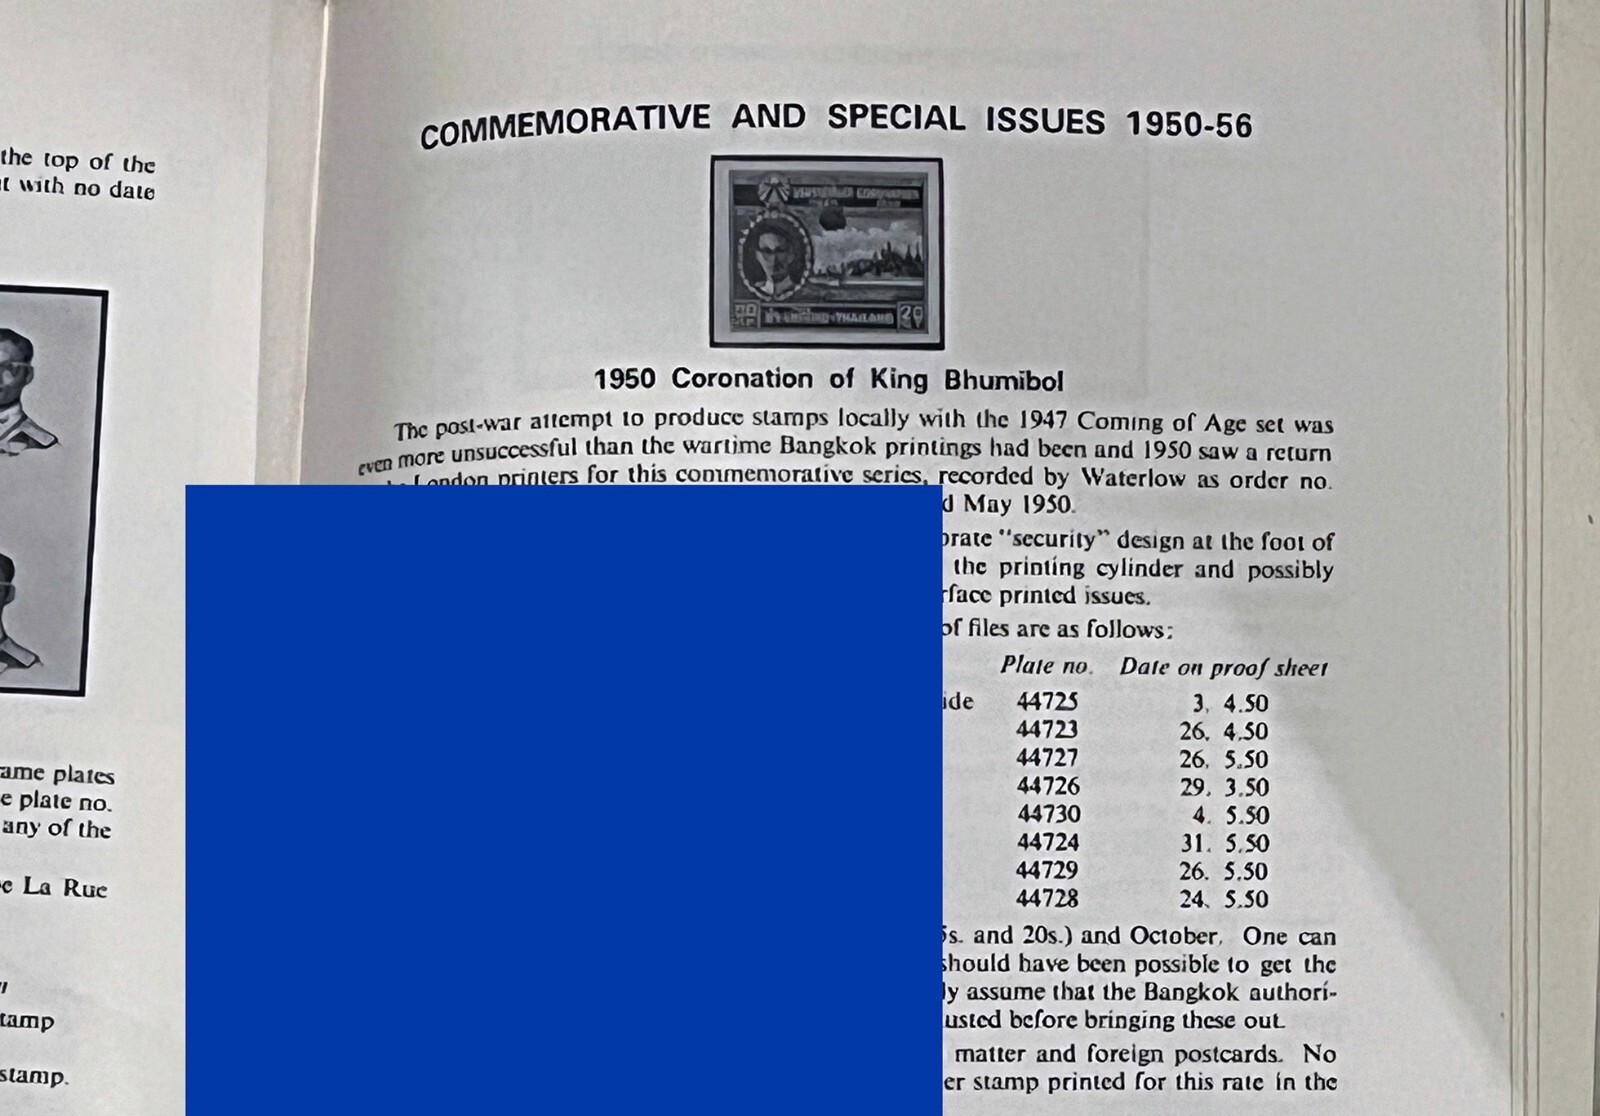 the top of the
t with no date
ame plates
e plate no.
any of the
e La Rue
tamp
stamp.
COMMEMORATIVE AND SPECIAL ISSUES 1950-56
THAILAND
20
1950 Coronation of King Bhumibol
The post-war attempt to produce stamps locally with the 1947 Coming of Age set was
even more unsuccessful than the wartime Bangkok printings had been and 1950 saw a return
London printers for this commemorative series, recorded by Waterlow as order no.
d May 1950.
orate "security" design at the foot of
the printing cylinder and possibly
rface printed issues.
of files are as follows:
Plate no. Date on proof sheet
ide 44725 3. 4.50
44723 26. 4.50
44727 26. 5.50
44726 29. 3.50
44730 4. 5.50
44724 31. 5.50
44729 26. 5.50
44728 24. 5.50
5s. and 20s.) and October. One can
should have been possible to get the
ly assume that the Bangkok authori-
usted before bringing these out.
matter and foreign postcards. No
er stamp printed for this rate in the